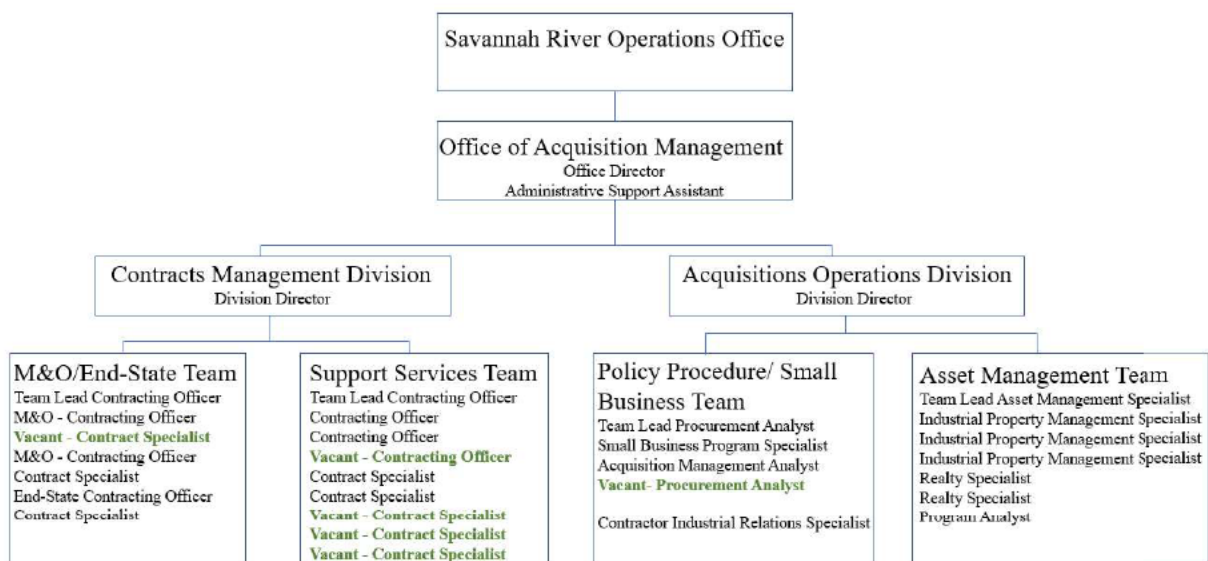 Savannah River Operations Office
Office of Acquisition Management
Office Director
Administrative Support Assistant
Contracts Management Division
Division Director
Acquisitions Operations Division
Division Director
M&O/End-State Team
Team Lead Contracting Officer
M&O - Contracting Officer
Vacant - Contract Specialist
M&O - Contracting Officer
Contract Specialist
End-State Contracting Officer
Contract Specialist
Support Services Team
Team Lead Contracting Officer
Contracting Officer
Contracting Officer
Vacant - Contracting Officer
Contract Specialist
Contract Specialist
Vacant - Contract Specialist
Vacant - Contract Specialist
Vacant - Contract Specialist
Policy Procedure/ Small
Business Team
Team Lead Procurement Analyst
Small Business Program Specialist
Acquisition Management Analyst
Vacant- Procurement Analyst
Contractor Industrial Relations Specialist
Asset Management Team
Team Lead Asset Management Specialist
Industrial Property Management Specialist
Industrial Property Management Specialist
Industrial Property Management Specialist
Realty Specialist
Realty Specialist
Program Analyst